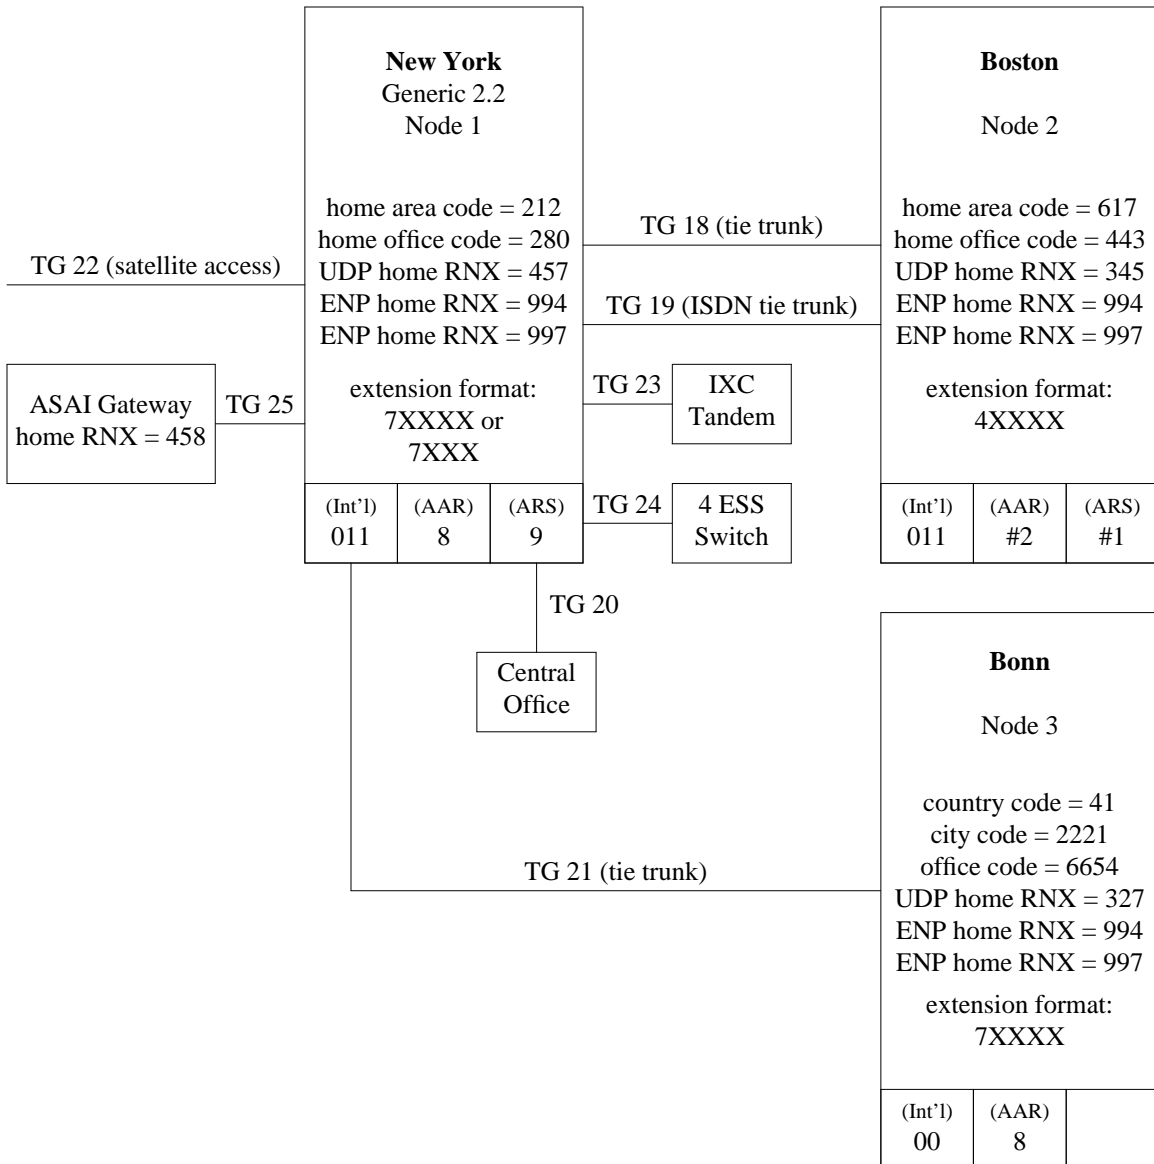 New York
Generic 2.2
Node 1
home area code = 212
home office code = 280
UDP home RNX = 457
ENP home RNX = 994
ENP home RNX = 997
extension format:
7XXXX or
7XXX
(Int'l)
011
(AAR)
8
(ARS)
9
TG 22 (satellite access)
ASAI Gateway
home RNX = 458
TG 25
TG 18 (tie trunk)
TG 19 (ISDN tie trunk)
TG 23
IXC
Tandem
TG 24
4 ESS
Switch
TG 20
Central
Office
TG 21 (tie trunk)
Boston
Node 2
home area code = 617
home office code = 443
UDP home RNX = 345
ENP home RNX = 994
ENP home RNX = 997
extension format:
4XXXX
(Int'l)
011
(AAR)
#2
(ARS)
#1
Bonn
Node 3
country code = 41
city code = 2221
office code = 6654
UDP home RNX = 327
ENP home RNX = 994
ENP home RNX = 997
extension format:
7XXXX
(Int'l)
00
(AAR)
8